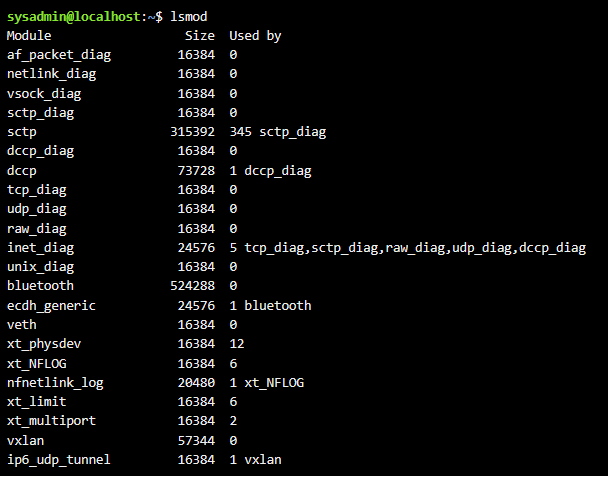 sysadmin@localhost:~$ lsmod
Module                  Size  Used by
af_packet_diag         16384  0
netlink_diag           16384  0
vsock_diag             16384  0
sctp_diag              16384  0
sctp                  315392  345 sctp_diag
dccp_diag              16384  0
dccp                   73728  1 dccp_diag
tcp_diag               16384  0
udp_diag               16384  0
raw_diag               16384  0
inet_diag              24576  5 tcp_diag,sctp_diag,raw_diag,udp_diag,dccp_diag
unix_diag              16384  0
bluetooth             524288  0
ecdh_generic           24576  1 bluetooth
veth                   16384  0
xt_physdev             16384  12
xt_NFLOG               16384  6
nfnetlink_log          20480  1 xt_NFLOG
xt_limit               16384  6
xt_multiport           16384  2
vxlan                  57344  0
ip6_udp_tunnel         16384  1 vxlan